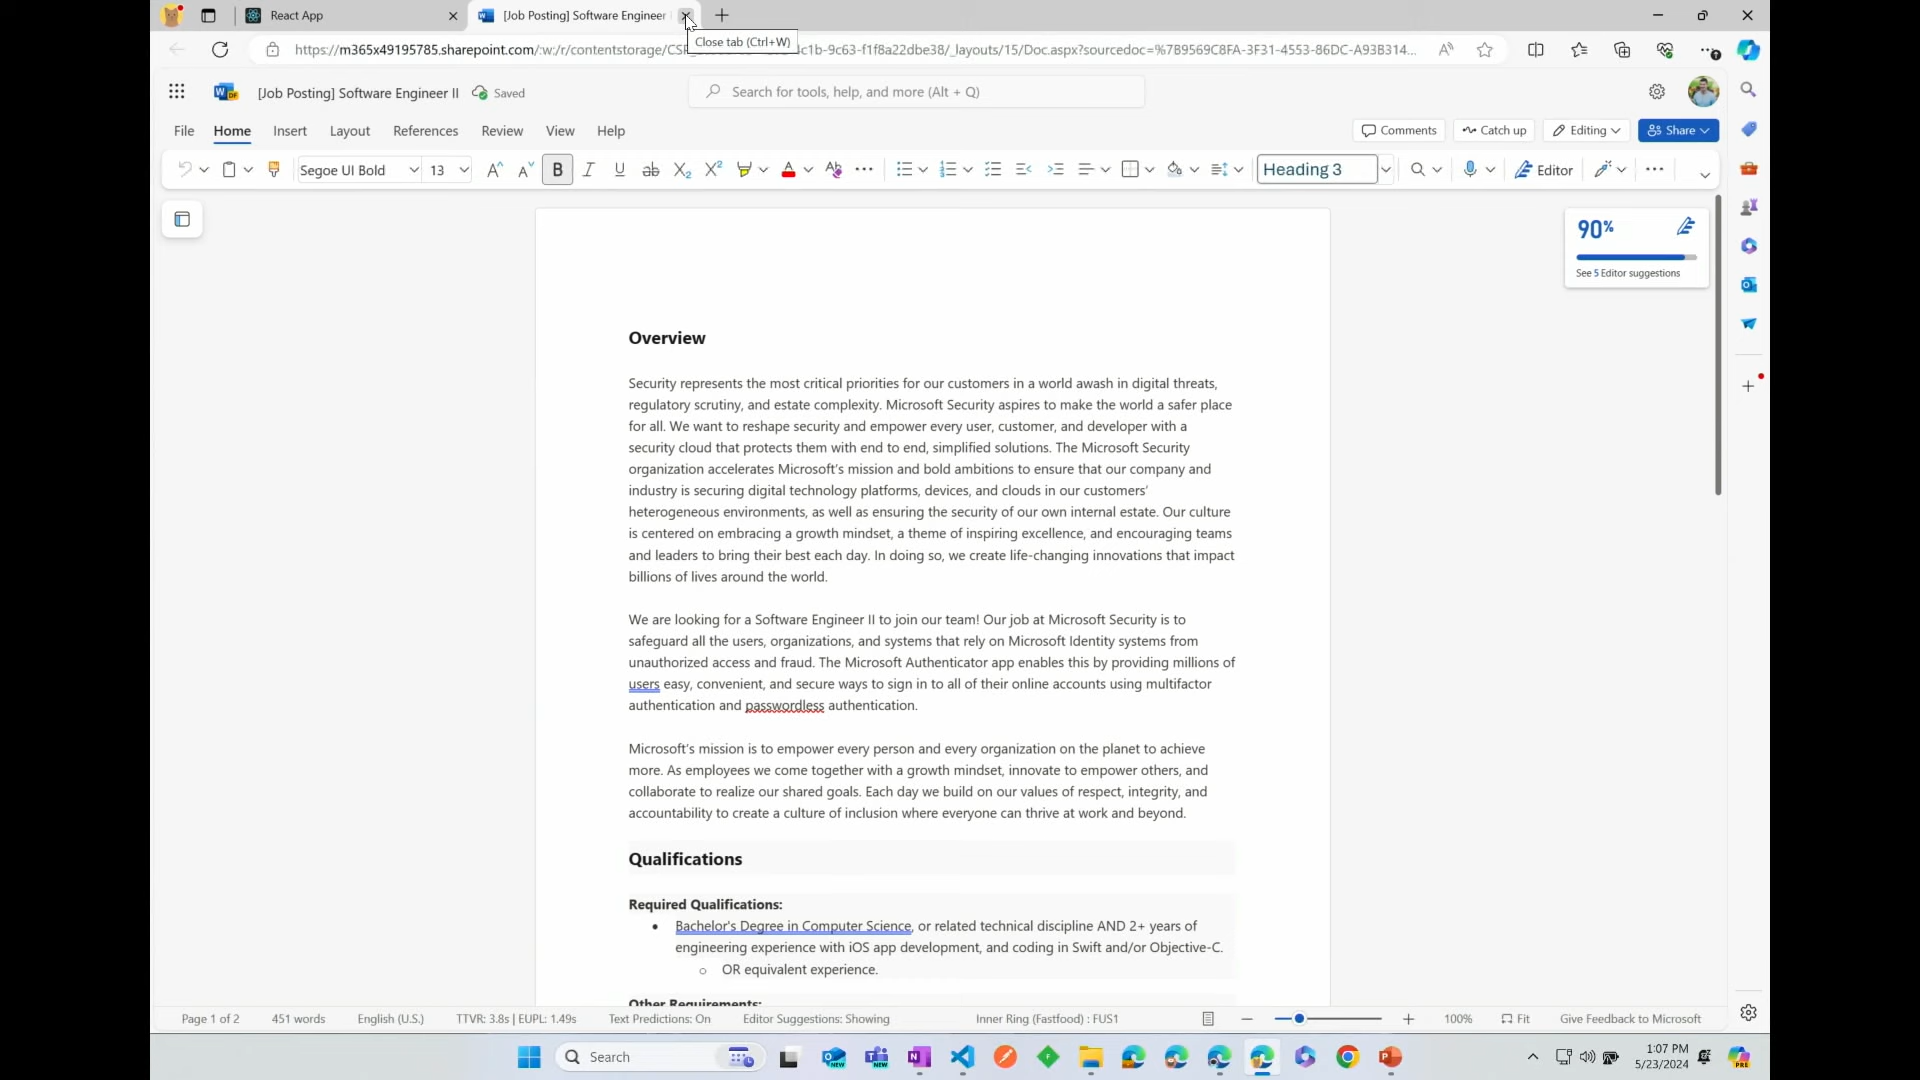 React App
[Job Posting] Software Engineer
Close tab (Ctrl+W)
https://m365x49195785.sharepoint.com/:w:/r/contentstorage/CSP_ 4c1b-9c63-f1f8a22dbe38/_layouts/15/Doc.aspx?sourcedoc=%7B9569C8FA-3F31-4553-86DC-A93B314...
[Job Posting] Software Engineer II
Saved
Search for tools, help, and more (Alt + Q)
File Home Insert Layout References Review View Help
Comments Catch up Editing Share
Segoe UI Bold 13 Heading 3 Editor
90%
See 5 Editor suggestions
Overview
Security represents the most critical priorities for our customers in a world awash in digital threats,
regulatory scrutiny, and estate complexity. Microsoft Security aspires to make the world a safer place
for all. We want to reshape security and empower every user, customer, and developer with a
security cloud that protects them with end to end, simplified solutions. The Microsoft Security
organization accelerates Microsoft's mission and bold ambitions to ensure that our company and
industry is securing digital technology platforms, devices, and clouds in our customers'
heterogeneous environments, as well as ensuring the security of our own internal estate. Our culture
is centered on embracing a growth mindset, a theme of inspiring excellence, and encouraging teams
and leaders to bring their best each day. In doing so, we create life-changing innovations that impact
billions of lives around the world.
We are looking for a Software Engineer II to join our team! Our job at Microsoft Security is to
safeguard all the users, organizations, and systems that rely on Microsoft Identity systems from
unauthorized access and fraud. The Microsoft Authenticator app enables this by providing millions of
users easy, convenient, and secure ways to sign in to all of their online accounts using multifactor
authentication and passwordless authentication.
Microsoft's mission is to empower every person and every organization on the planet to achieve
more. As employees we come together with a growth mindset, innovate to empower others, and
collaborate to realize our shared goals. Each day we build on our values of respect, integrity, and
accountability to create a culture of inclusion where everyone can thrive at work and beyond.
Qualifications
Required Qualifications:
• Bachelor's Degree in Computer Science, or related technical discipline AND 2+ years of
engineering experience with iOS app development, and coding in Swift and/or Objective-C.
○ OR equivalent experience.
Other Requirements:
Page 1 of 2 451 words English (U.S.) TTVR: 3.8s | EUPL: 1.49s Text Predictions: On Editor Suggestions: Showing Inner Ring (Fastfood) : FUS1 100% Fit Give Feedback to Microsoft
Search
1:07 PM
5/23/2024